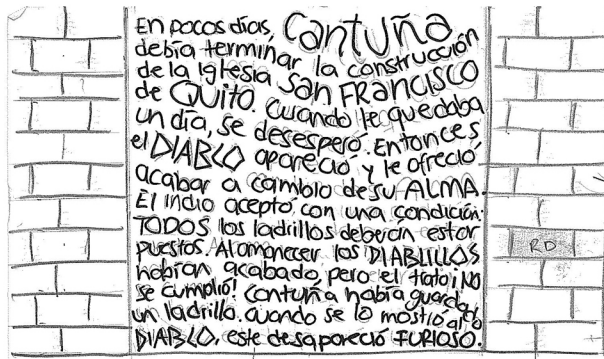 En pocos días, Cantuña
debía terminar la construcción
de la Iglesia San Francisco
de Quito. Cuando le quedaba
un día, se desesperó. Entonces
el DIABLO apareció y le ofreció
acabar a cambio de su ALMA.
El indio aceptó con una condición:
TODOS los ladrillos deberían estar
puestos. Al amanecer los DIABLILLOS
habían acabado, pero el trato ¡NO
se cumplió! Cantuña había guardado
un ladrillo. Cuando se lo mostró al
DIABLO, este desapareció FURIOSO.
RD